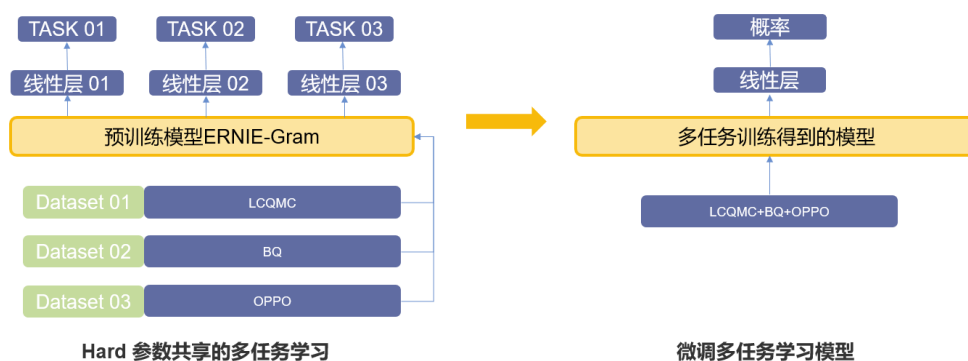 TASK 01
TASK 02
TASK 03
线性层 01
线性层 02
线性层 03
预训练模型ERNIE-Gram
Dataset 01
LCQMC
Dataset 02
BQ
Dataset 03
OPPO
Hard 参数共享的多任务学习
概率
线性层
多任务训练得到的模型
LCQMC+BQ+OPPO
微调多任务学习模型